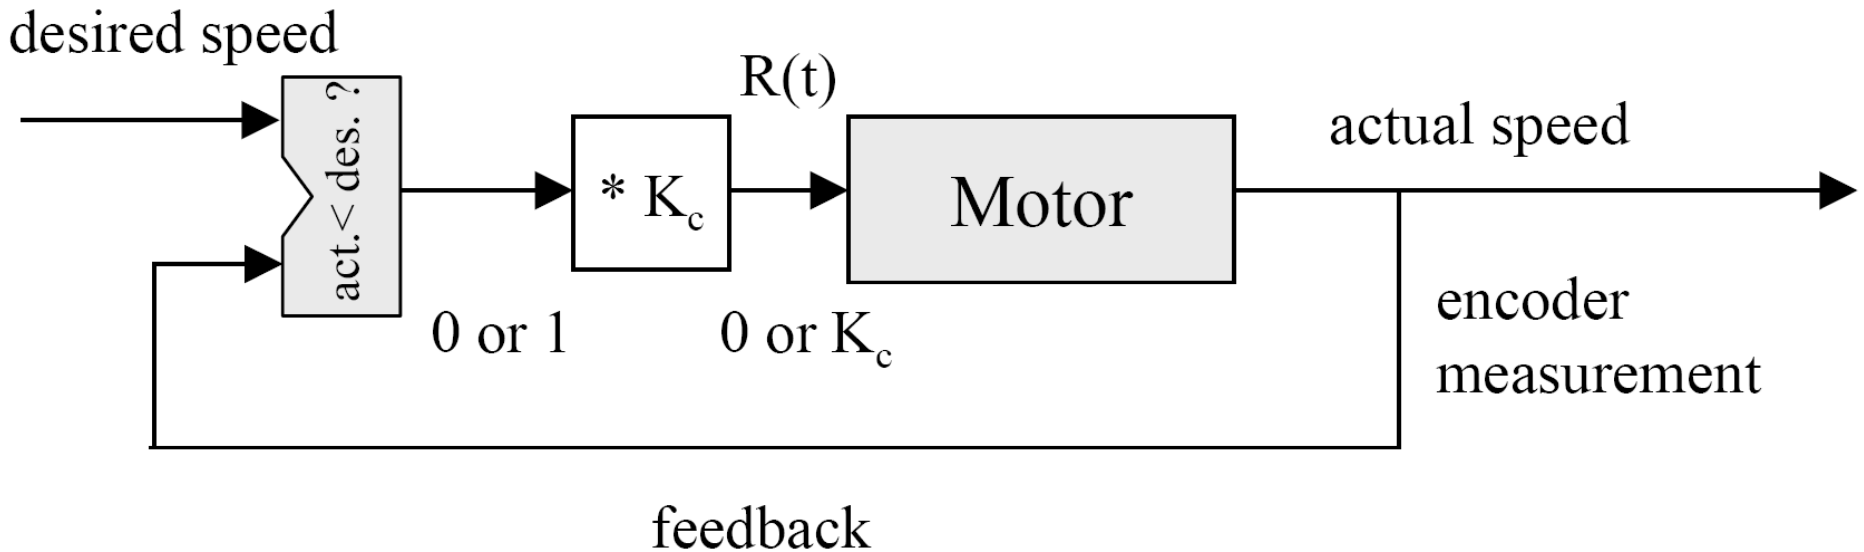 desired speed
act.< des. ?
R(t)
* Kc
Motor
actual speed
0 or 1
0 or Kc
encoder
measurement
feedback